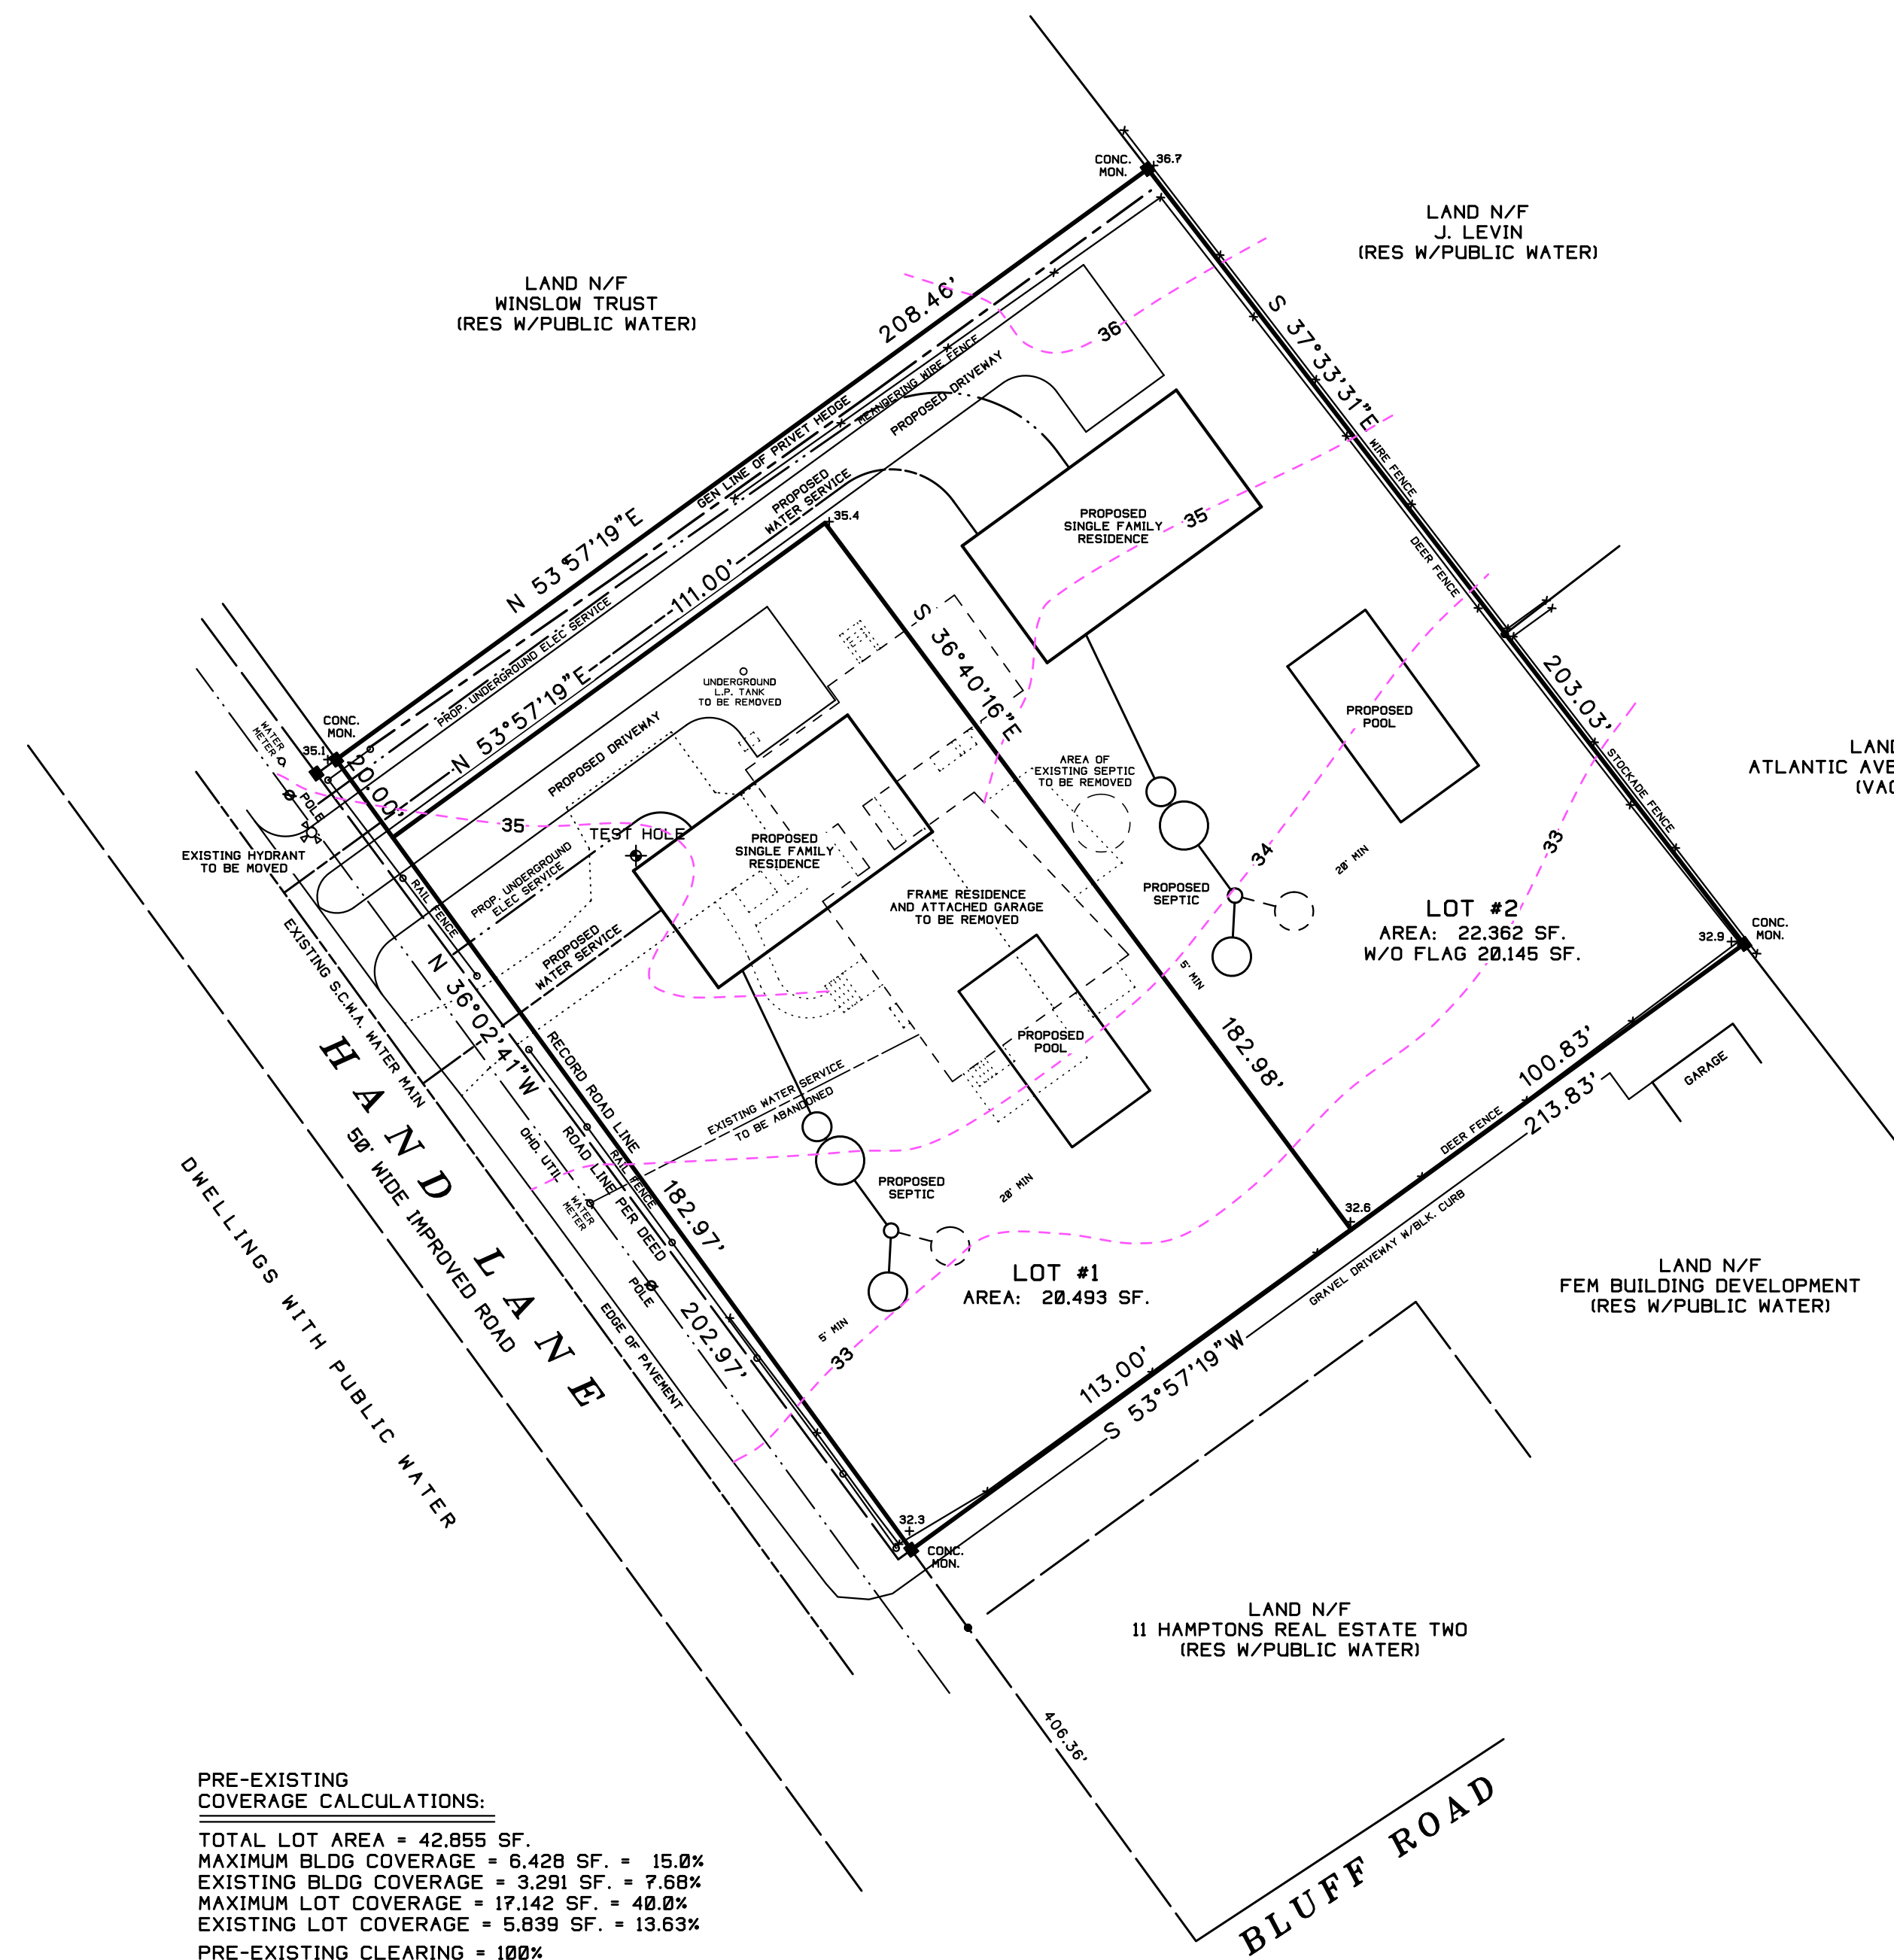 CONC.
MON.
36.7
LAND N/F
J. LEVIN
(RES W/PUBLIC WATER)
LAND N/F
WINSLOW TRUST
(RES W/PUBLIC WATER)
208.46'
N 53°57'19"E
36
S 37°33'31"E
GEN LINE OF PRIVET HEDGE
MEANDERING WIRE FENCE
PROPOSED DRIVEWAY
WIRE FENCE
PROPOSED
WATER SERVICE
35.4
PROPOSED
SINGLE FAMILY
RESIDENCE
35
DEER FENCE
111.00'
N 53°57'19"E
PROP. UNDERGROUND ELEC SERVICE
S 36°40'16"E
UNDERGROUND
L.P. TANK
TO BE REMOVED
203.03'
PROPOSED
POOL
CONC.
MON.
35.1
WATER
METER
20.00'
POLE
PROPOSED DRIVEWAY
AREA OF
EXISTING SEPTIC
TO BE REMOVED
STOCKADE FENCE
LAND
ATLANTIC AVE
(VAC
35
TEST HOLE
EXISTING HYDRANT
TO BE MOVED
PROPOSED
SINGLE FAMILY
RESIDENCE
34
20' MIN
33
RAIL FENCE
PROP. UNDERGROUND
ELEC SERVICE
PROPOSED
WATER SERVICE
FRAME RESIDENCE
AND ATTACHED GARAGE
TO BE REMOVED
PROPOSED
SEPTIC
LOT #2
AREA: 22,362 SF.
W/O FLAG 20,145 SF.
CONC.
MON.
32.9
5' MIN
EXISTING S.C.W.A. WATER MAIN
N 36°02'41"W
RECORD ROAD LINE
PROPOSED
POOL
182.98'
100.83'
213.83'
GARAGE
HAND LANE
50' WIDE IMPROVED ROAD
EXISTING WATER SERVICE
TO BE ABANDONED
DEER FENCE
OHD. UTIL
ROAD LINE PER DEED
RAIL FENCE
WATER
METER
182.97'
PROPOSED
SEPTIC
20' MIN
32.6
GRAVEL DRIVEWAY W/BLK. CURB
DWELLINGS WITH PUBLIC WATER
POLE
LOT #1
AREA: 20,493 SF.
LAND N/F
FEM BUILDING DEVELOPMENT
(RES W/PUBLIC WATER)
EDGE OF PAVEMENT
202.97'
5' MIN
33
113.00'
S 53°57'19"W
32.3
CONC.
MON.
LAND N/F
11 HAMPTONS REAL ESTATE TWO
(RES W/PUBLIC WATER)
406.36'
BLUFF ROAD
PRE-EXISTING
COVERAGE CALCULATIONS:
TOTAL LOT AREA = 42,855 SF.
MAXIMUM BLDG COVERAGE = 6,428 SF. = 15.0%
EXISTING BLDG COVERAGE = 3,291 SF. = 7.68%
MAXIMUM LOT COVERAGE = 17,142 SF. = 40.0%
EXISTING LOT COVERAGE = 5,839 SF. = 13.63%
PRE-EXISTING CLEARING = 100%